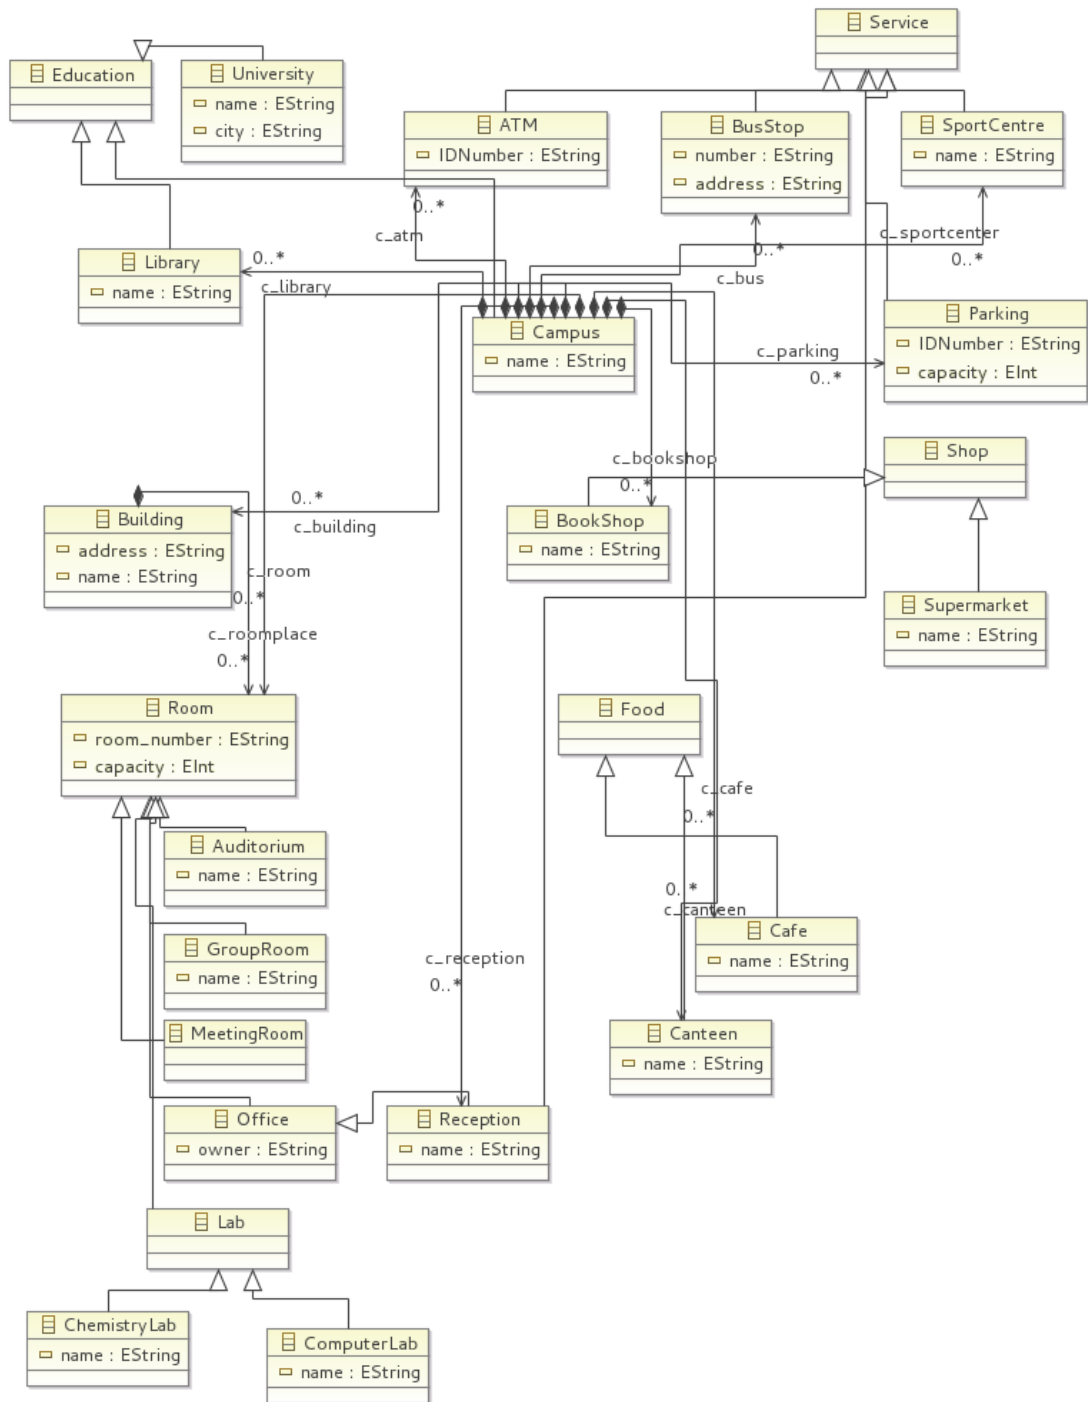 Service
Education
University
name : EString
city : EString
ATM
IDNumber : EString
BusStop
number : EString
address : EString
SportCentre
name : EString
0..*
c_atm
c_sportcenter
0..*
0..*
0..*
Library
name : EString
c_library
c_bus
Campus
name : EString
Parking
IDNumber : EString
capacity : EInt
c_parking
0..*
Shop
c_bookshop
0..*
0..*
c_building
BookShop
name : EString
Building
address : EString
name : EString
c_room
0..*
Supermarket
name : EString
c_roomplace
0..*
Room
room_number : EString
capacity : EInt
Food
c_cafe
0..*
Auditorium
name : EString
0..*
c_canteen
Cafe
name : EString
GroupRoom
name : EString
c_reception
0..*
MeetingRoom
Canteen
name : EString
Office
owner : EString
Reception
name : EString
Lab
ChemistryLab
name : EString
ComputerLab
name : EString